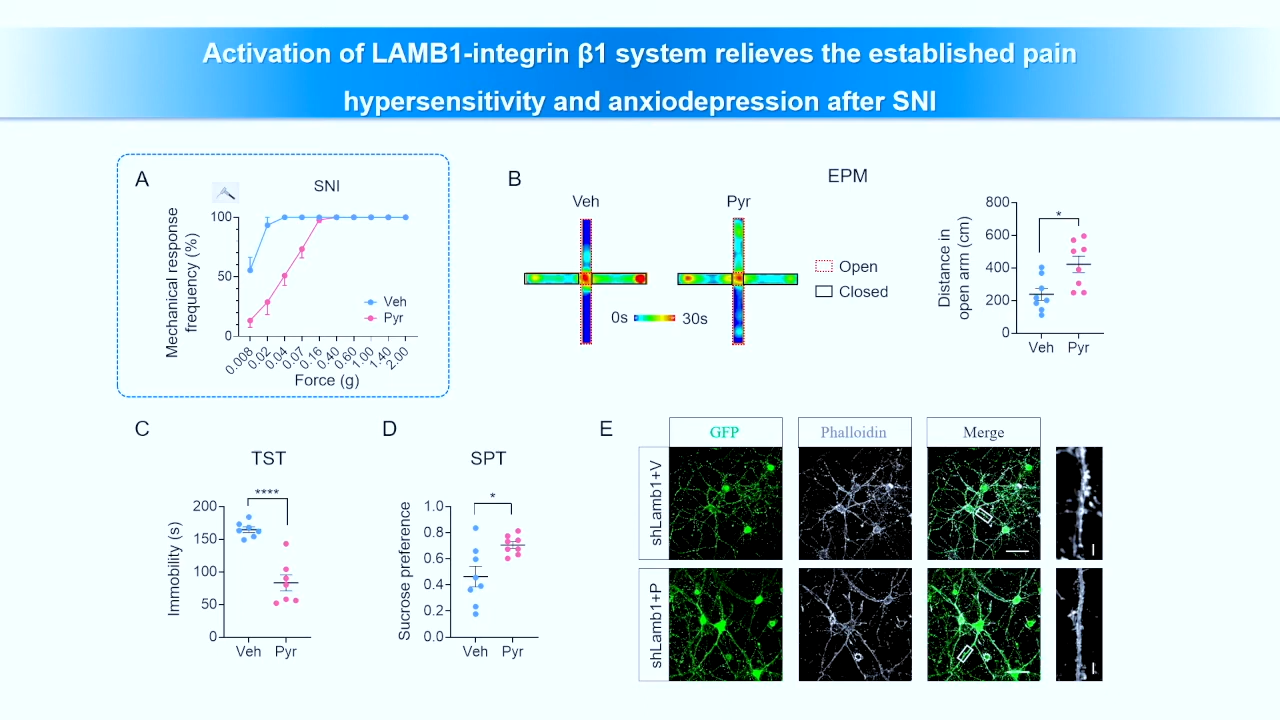 Activation of LAMB1-integrin β1 system relieves the established pain
hypersensitivity and anxiodepression after SNI
A
SNI
Mechanical response
frequency (%)
100
50
0
Veh
Pyr
0.008
0.02
0.04
0.07
0.16
0.40
0.60
1.00
1.40
2.00
Force (g)
B
EPM
Veh
Pyr
Open
Closed
0s
30s
Distance in
open arm (cm)
800
600
400
200
0
*
Veh
Pyr
C
TST
Immobility (s)
200
150
100
50
0
****
Veh
Pyr
D
SPT
Sucrose preference
1.0
0.8
0.6
0.4
0.2
0.0
*
Veh
Pyr
E
GFP
Phalloidin
Merge
shLamb1+V
shLamb1+P